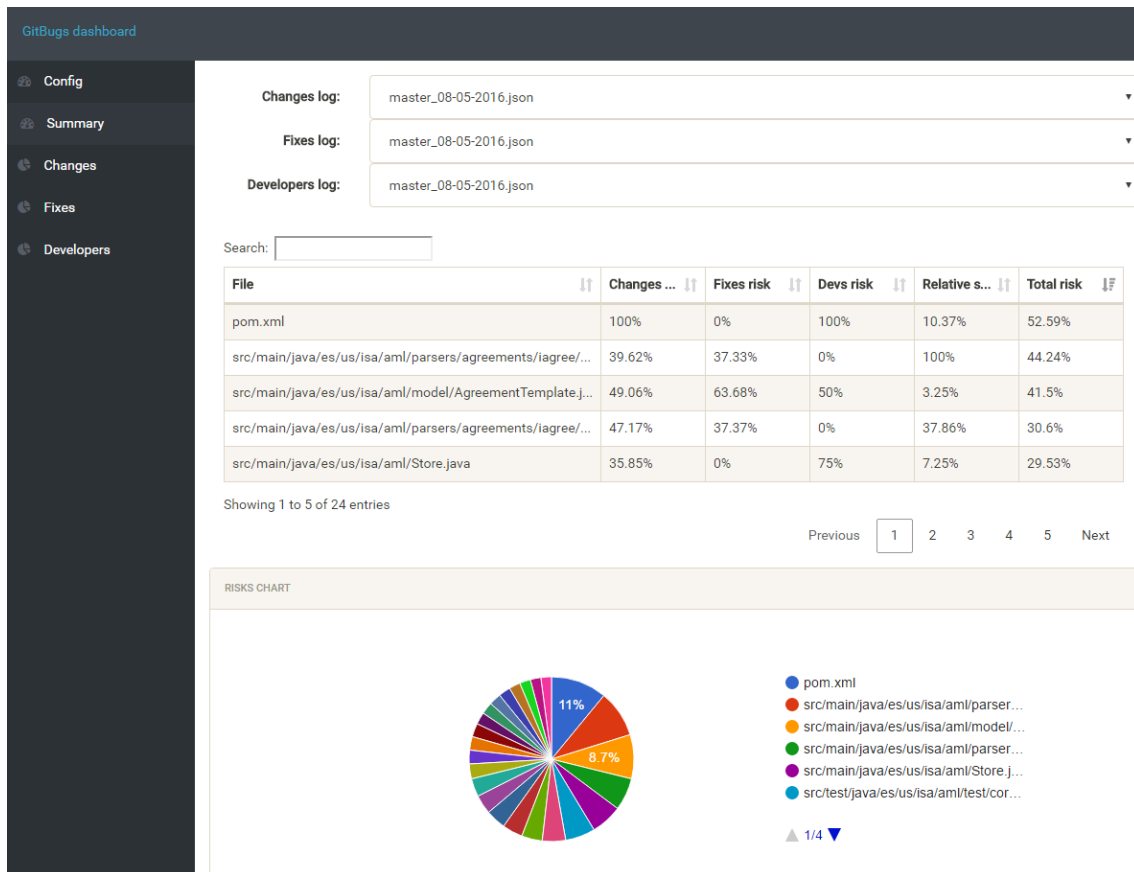 GitBugs dashboard
Config
Summary
Changes
Fixes
Developers
Changes log: master_08-05-2016.json
Fixes log: master_08-05-2016.json
Developers log: master_08-05-2016.json
Search:
File Changes ... Fixes risk Devs risk Relative s... Total risk
pom.xml 100% 0% 100% 10.37% 52.59%
src/main/java/es/us/isa/aml/parsers/agreements/iagree/... 39.62% 37.33% 0% 100% 44.24%
src/main/java/es/us/isa/aml/model/AgreementTemplate.j... 49.06% 63.68% 50% 3.25% 41.5%
src/main/java/es/us/isa/aml/parsers/agreements/iagree/... 47.17% 37.37% 0% 37.86% 30.6%
src/main/java/es/us/isa/aml/Store.java 35.85% 0% 75% 7.25% 29.53%
Showing 1 to 5 of 24 entries
Previous 1 2 3 4 5 Next
RISKS CHART
11%
8.7%
pom.xml
src/main/java/es/us/isa/aml/parser...
src/main/java/es/us/isa/aml/model/...
src/main/java/es/us/isa/aml/parser...
src/main/java/es/us/isa/aml/Store.j...
src/test/java/es/us/isa/aml/test/cor...
1/4